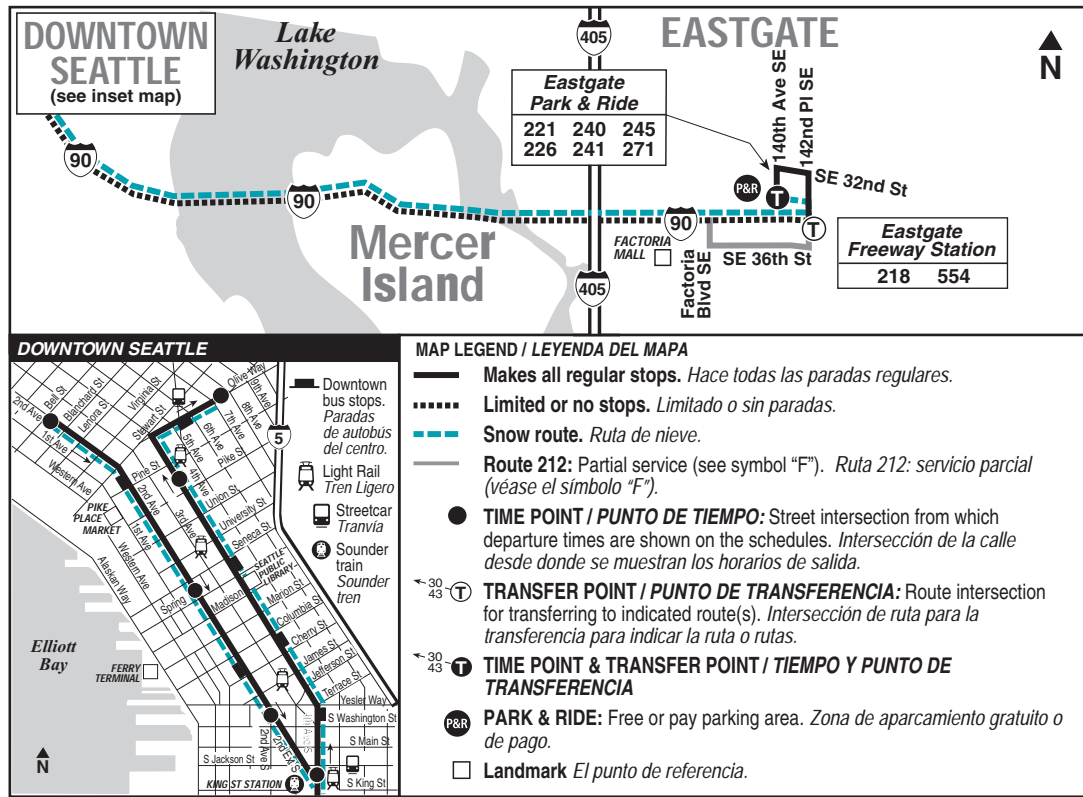 DOWNTOWN
SEATTLE
(see inset map)
Lake
Washington
405
EASTGATE
N
Eastgate
Park & Ride
221 240 245
226 241 271
140th Ave SE
142nd Pl SE
SE 32nd St
P&R
T
90
90
90
T
Mercer
Island
FACTORIA
MALL
Factoria
Blvd SE
SE 36th St
Eastgate
Freeway Station
218 554
405
DOWNTOWN SEATTLE
2nd Ave
Bell St
Blanchard St
Lenora St
Virginia St
Stewart St
Olive Way
9th Ave
8th Ave
7th Ave
6th Ave
5th Ave
4th Ave
1st Ave
Western Ave
Pine St
Pike St
Union St
University St
Seneca St
2nd Ave
3rd Ave
1st Ave
Western Ave
Alaskan Way
PIKE
PLACE
MARKET
SEATTLE
PUBLIC
LIBRARY
Spring
Madison
Marion St
Columbia St
Cherry St
James St
Jefferson St
Terrace St
Yesler Way
S Washington St
S Main St
S Jackson St
S King St
2nd Ave S
2nd Ext S
Elliott
Bay
FERRY
TERMINAL
KING ST STATION
N
5
Downtown
bus stops.
Paradas
de autobús
del centro.
Light Rail
Tren Ligero
Streetcar
Tranvía
Sounder
train
Sounder
tren
MAP LEGEND / LEYENDA DEL MAPA
Makes all regular stops. Hace todas las paradas regulares.
Limited or no stops. Limitado o sin paradas.
Snow route. Ruta de nieve.
Route 212: Partial service (see symbol “F”). Ruta 212: servicio parcial
(véase el símbolo “F”).
TIME POINT / PUNTO DE TIEMPO: Street intersection from which
departure times are shown on the schedules. Intersección de la calle
desde donde se muestran los horarios de salida.
30
43
T
TRANSFER POINT / PUNTO DE TRANSFERENCIA: Route intersection
for transferring to indicated route(s). Intersección de ruta para la
transferencia para indicar la ruta o rutas.
30
43
T
TIME POINT & TRANSFER POINT / TIEMPO Y PUNTO DE
TRANSFERENCIA
P&R
PARK & RIDE: Free or pay parking area. Zona de aparcamiento gratuito o
de pago.
Landmark El punto de referencia.